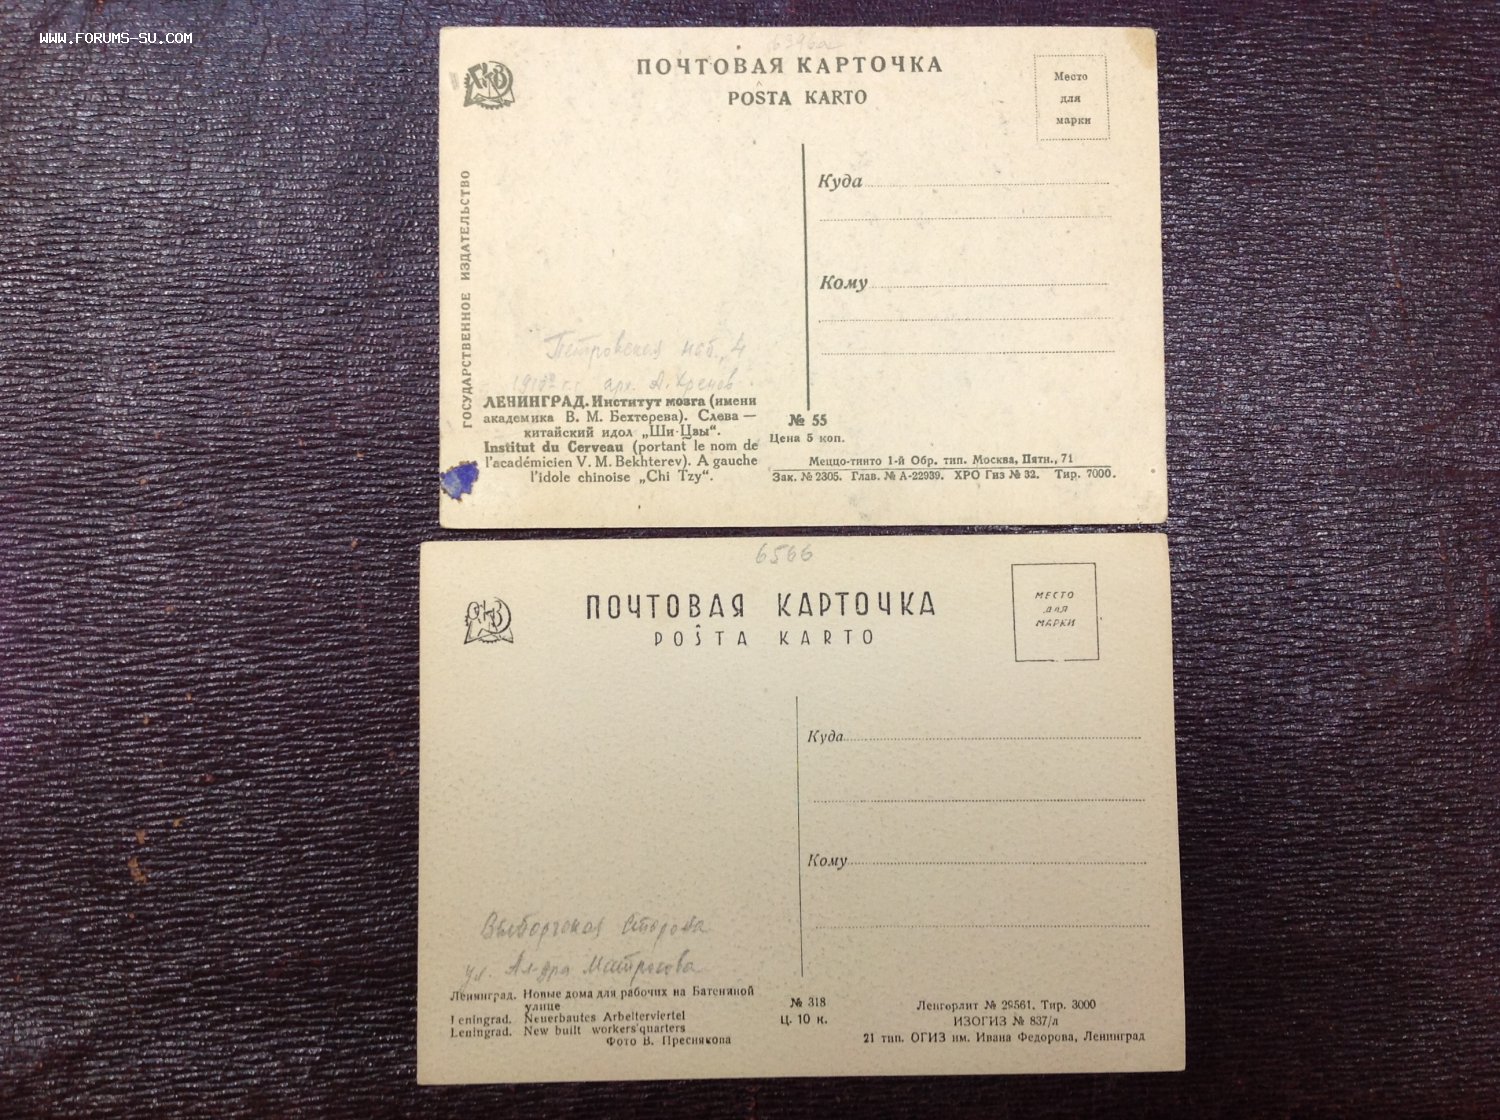 WWW.FORUMS-SU.COM
6396а
ПОЧТОВАЯ КАРТОЧКА
POŜTA KARTO
Место
для
марки
ГОСУДАРСТВЕННОЕ ИЗДАТЕЛЬСТВО
Куда
Кому
Петровская наб., 4
арх. А. Хренов
ЛЕНИНГРАД. Институт мозга (имени
академика В. М. Бехтерева). Слева —
китайский идол „Ши-Цзы“.
Institut du Cerveau (portant le nom de
l'académicien V. M. Bekhterev). A gauche
l'idole chinoise „Chi Tzy“.
№ 55
Цена 5 коп.
Меццо-тинто 1-й Обр. тип. Москва, Пятн., 71
Зак. № 2305. Глав. № А-22939. ХРО Гиз № 32. Тир. 7000.
6566
ПОЧТОВАЯ КАРТОЧКА
POŜTA KARTO
МЕСТО
ДЛЯ
МАРКИ
Куда
Кому
Выборгская сторона
ул. Ал-дра Матросова
Ленинград. Новые дома для рабочих на Батениной
улице
Leningrad. Neuerbautes Arbeiterviertel
Leningrad. New built workers'quarters
Фото В. Преснякова
№ 318
Ц. 10 к.
Ленгорлит № 29561. Тир. 3000
ИЗОГИЗ № 837/л
21 тип. ОГИЗ им. Ивана Федорова, Ленинград